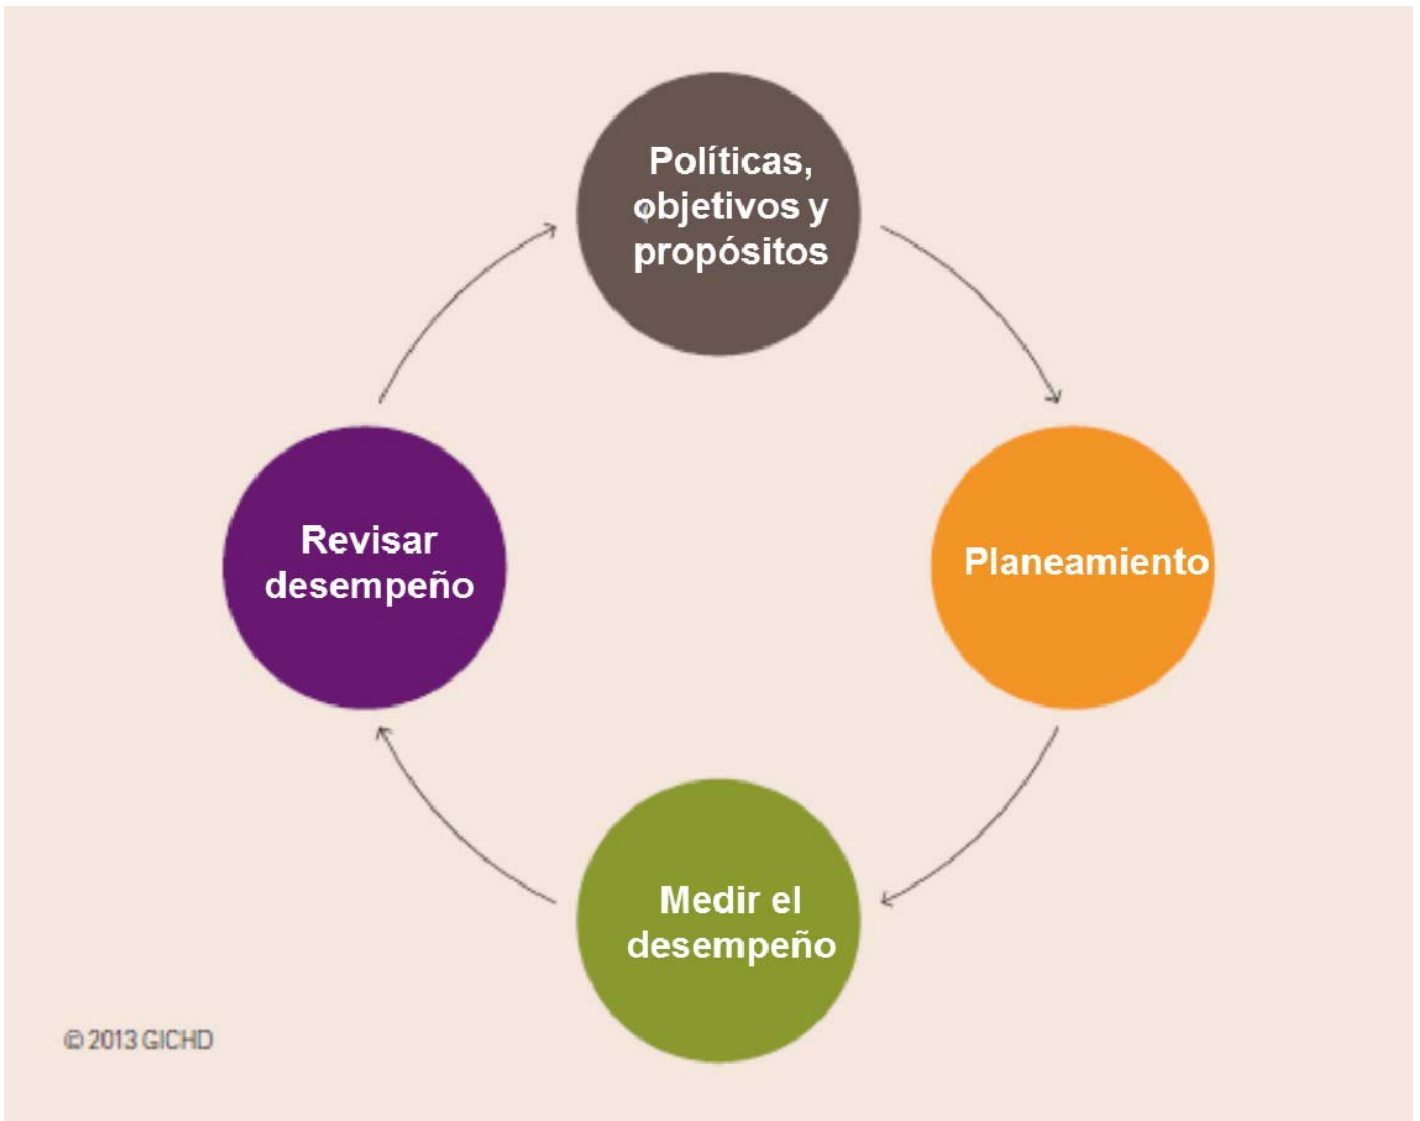 Políticas,
objetivos y
propósitos
Planeamiento
Medir el
desempeño
Revisar
desempeño
© 2013 GICHD